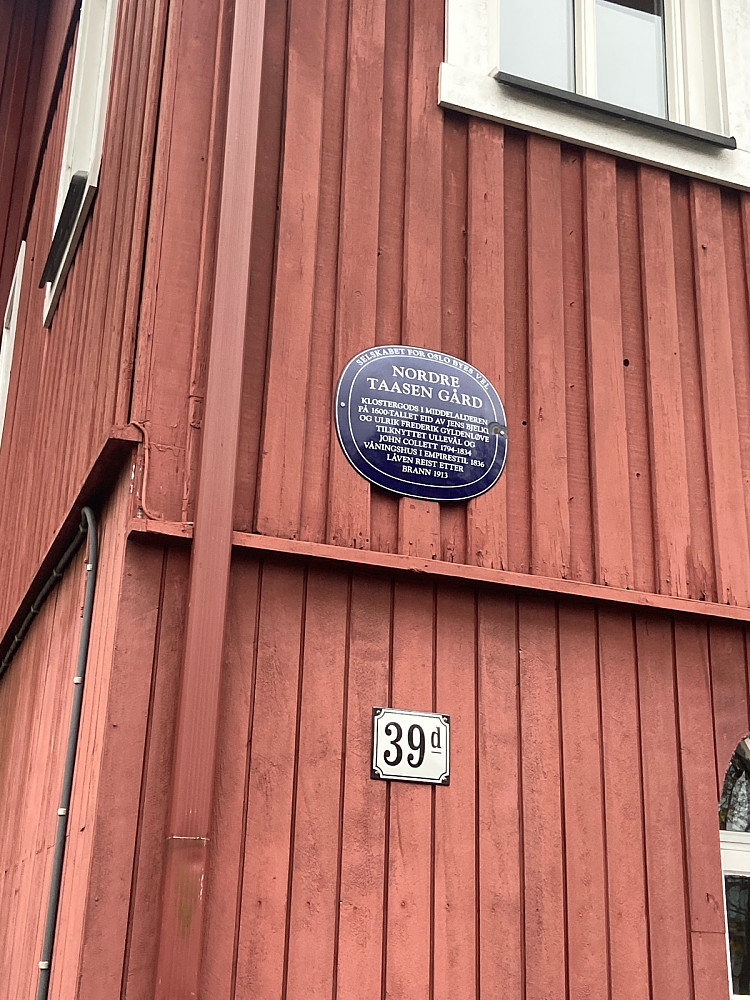 SELSKABET FOR OSLO BYES VEL
NORDRE
TAASEN GÅRD
KLOSTERGODS I MIDDELALDEREN
PÅ 1600-TALLET EID AV JENS BJELKE
OG ULRIK FREDERIK GYLDENLØVE
TILKNYTTET ULLEVÅL OG
JOHN COLLETT 1794-1834
VÅNINGSHUS I EMPIRESTIL 1836
LÅVEN REIST ETTER
BRANN 1913
39d